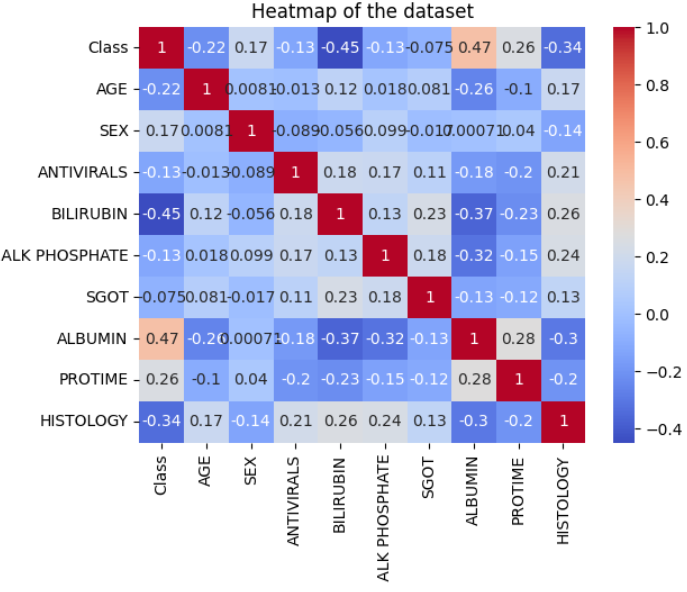 Heatmap of the dataset
Class 1 -0.22 0.17 -0.13 -0.45 -0.13 -0.075 0.47 0.26 -0.34
AGE -0.22 1 0.0081 -0.013 0.12 0.018 0.081 -0.26 -0.1 0.17
SEX 0.17 0.0081 1 -0.089 -0.056 0.099 -0.017 0.00071 0.04 -0.14
ANTIVIRALS -0.13 -0.013 -0.089 1 0.18 0.17 0.11 -0.18 -0.2 0.21
BILIRUBIN -0.45 0.12 -0.056 0.18 1 0.13 0.23 -0.37 -0.23 0.26
ALK PHOSPHATE -0.13 0.018 0.099 0.17 0.13 1 0.18 -0.32 -0.15 0.24
SGOT -0.075 0.081 -0.017 0.11 0.23 0.18 1 -0.13 -0.12 0.13
ALBUMIN 0.47 -0.26 0.00071 -0.18 -0.37 -0.32 -0.13 1 0.28 -0.3
PROTIME 0.26 -0.1 0.04 -0.2 -0.23 -0.15 -0.12 0.28 1 -0.2
HISTOLOGY -0.34 0.17 -0.14 0.21 0.26 0.24 0.13 -0.3 -0.2 1
Class
AGE
SEX
ANTIVIRALS
BILIRUBIN
ALK PHOSPHATE
SGOT
ALBUMIN
PROTIME
HISTOLOGY
1.0
0.8
0.6
0.4
0.2
0.0
−0.2
−0.4